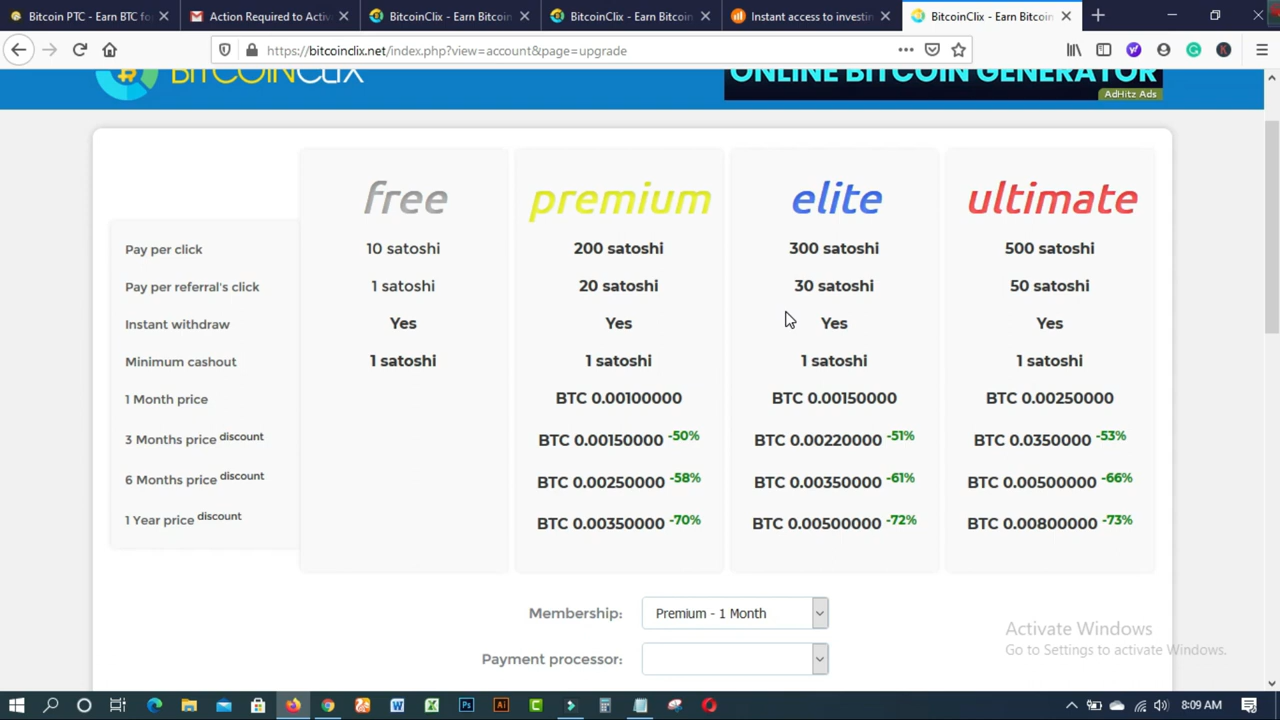 Bitcoin PTC - Earn BTC fo
Action Required to Activ
BitcoinClix - Earn Bitcoin
BitcoinClix - Earn Bitcoin
Instant access to investin
BitcoinClix - Earn Bitcoin
https://bitcoinclix.net/index.php?view=account&page=upgrade
BITCOINCLIX
ONLINE BITCOIN GENERATOR
AdHitz Ads
free premium elite ultimate
Pay per click 10 satoshi 200 satoshi 300 satoshi 500 satoshi
Pay per referral's click 1 satoshi 20 satoshi 30 satoshi 50 satoshi
Instant withdraw Yes Yes Yes Yes
Minimum cashout 1 satoshi 1 satoshi 1 satoshi 1 satoshi
1 Month price BTC 0.00100000 BTC 0.00150000 BTC 0.00250000
3 Months price discount BTC 0.00150000 -50% BTC 0.00220000 -51% BTC 0.0350000 -53%
6 Months price discount BTC 0.00250000 -58% BTC 0.00350000 -61% BTC 0.00500000 -66%
1 Year price discount BTC 0.00350000 -70% BTC 0.00500000 -72% BTC 0.00800000 -73%
Membership: Premium - 1 Month
Payment processor:
Activate Windows
Go to Settings to activate Windows.
8:09 AM